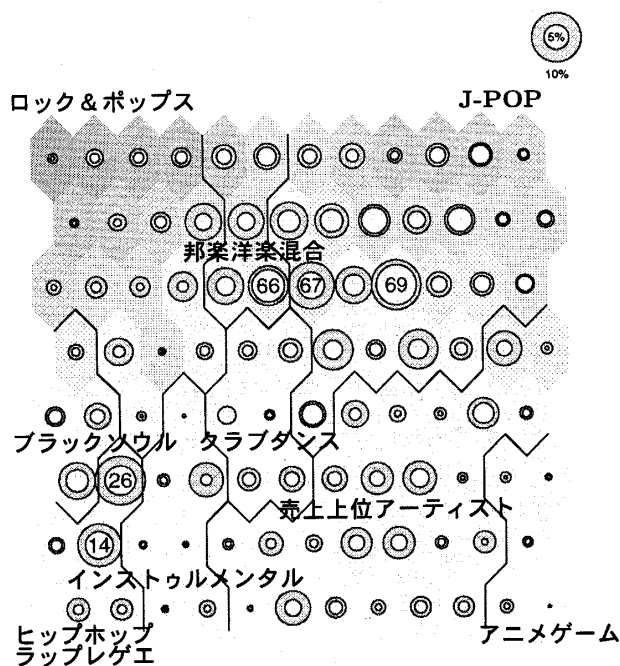 5%
10%
ロック＆ポップス
J-POP
邦楽洋楽混合
66
67
69
ブラックソウル
クラブダンス
26
売上上位アーティスト
14
インストゥルメンタル
ヒップホップ
ラップレゲエ
アニメゲーム